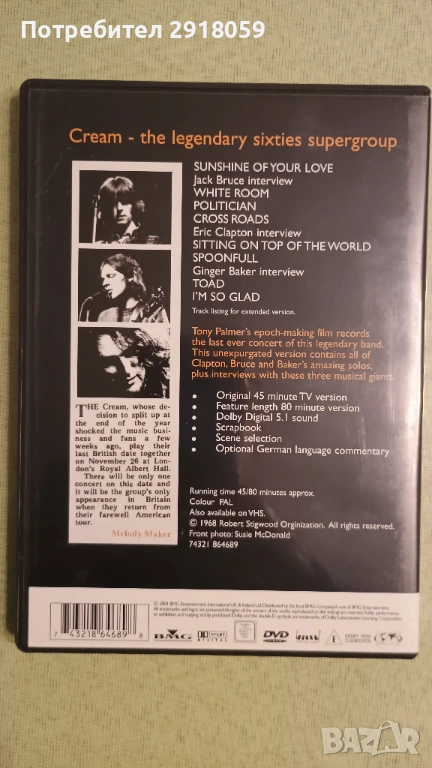 Потребител 2918059
Cream - the legendary sixties supergroup
SUNSHINE OF YOUR LOVE
Jack Bruce interview
WHITE ROOM
POLITICIAN
CROSS ROADS
Eric Clapton interview
SITTING ON TOP OF THE WORLD
SPOONFULL
Ginger Baker interview
TOAD
I'M SO GLAD
Track listing for extended version.
Tony Palmer's epoch-making film records
the last ever concert of this legendary band.
This unexpurgated version contains all of
Clapton, Bruce and Baker's amazing solos,
plus interviews with these three musical giants.
• Original 45 minute TV version
• Feature length 80 minute version
• Dolby Digital 5.1 sound
• Scrapbook
• Scene selection
• Optional German language commentary
THE Cream, whose de-
cision to split up at
the end of the year
shocked the music busi-
ness and fans a few
weeks ago, play their
last British date together
on November 26 at Lon-
don's Royal Albert Hall.
There will be only one
concert on this date and
it will be the group's only
appearance in Britain
when they return from
their farewell American
tour.
Melody Maker
Running time 45/80 minutes approx.
Colour PAL
Also available on VHS.
© 1968 Robert Stigwood Orginization. All rights reserved.
Front photo: Susie McDonald
74321 864689
7 43218 64689 8
BMG
DOLBY
DIGITAL
DVD
VIDEO
BAZAR